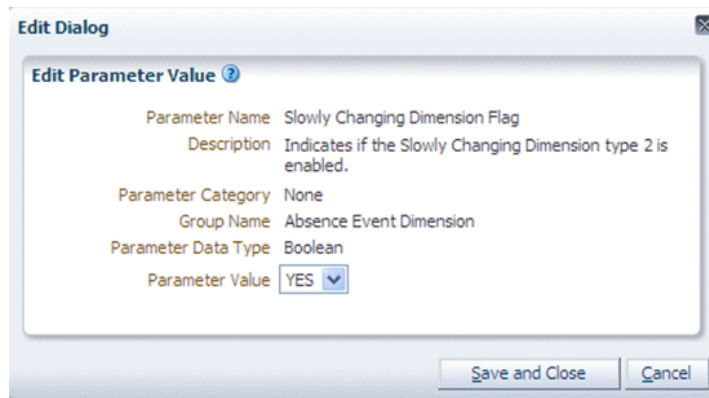 Edit Dialog
Edit Parameter Value ?
Parameter Name Slowly Changing Dimension Flag
Description Indicates if the Slowly Changing Dimension type 2 is
enabled.
Parameter Category None
Group Name Absence Event Dimension
Parameter Data Type Boolean
Parameter Value YES
Save and Close Cancel